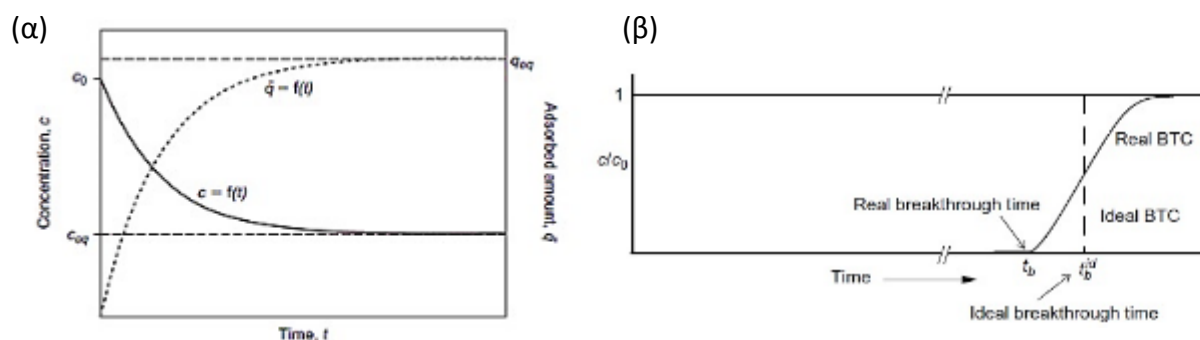 (α)
c₀
q̄ = f(t)
q_eq
Concentration, c
c = f(t)
Adsorbed amount, q̄
c_eq
Time, t
(β)
1
c/c₀
Real BTC
Real breakthrough time
Ideal BTC
t_b
t_b^id
Time
Ideal breakthrough time